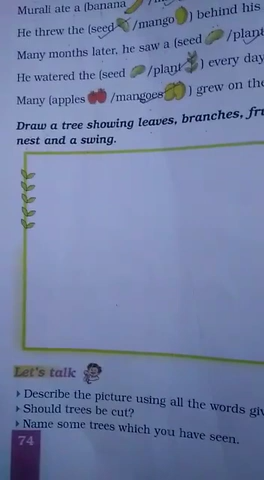 Murali ate a (banana
He threw the (seed /mango ) behind his
Many months later, he saw a (seed /plant
He watered the (seed /plant ) every day
Many (apples /mangoes ) grew on the
Draw a tree showing leaves, branches,
nest and a swing.
Let's talk
Describe the picture using all the words
Should trees be cut?
Name some trees which you have seen.
74